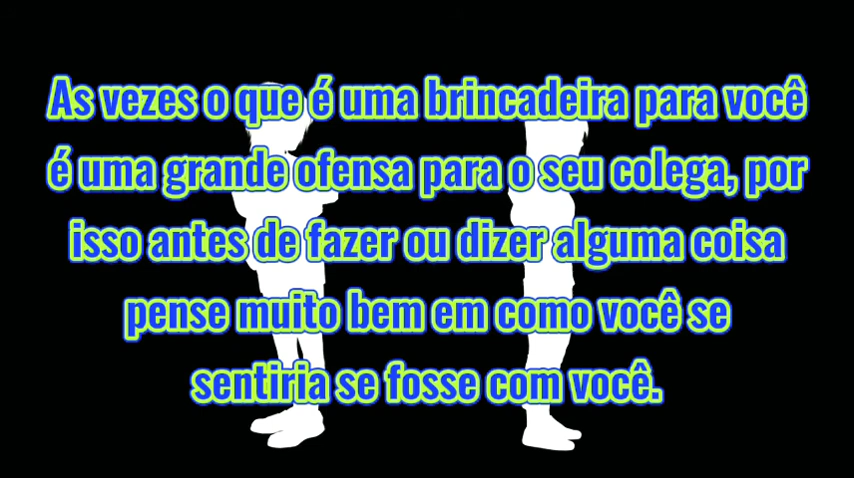 As vezes o que é uma brincadeira para você
é uma grande ofensa para o seu colega, por
isso antes de fazer ou dizer alguma coisa
pense muito bem em como você se
sentiria se fosse com você.